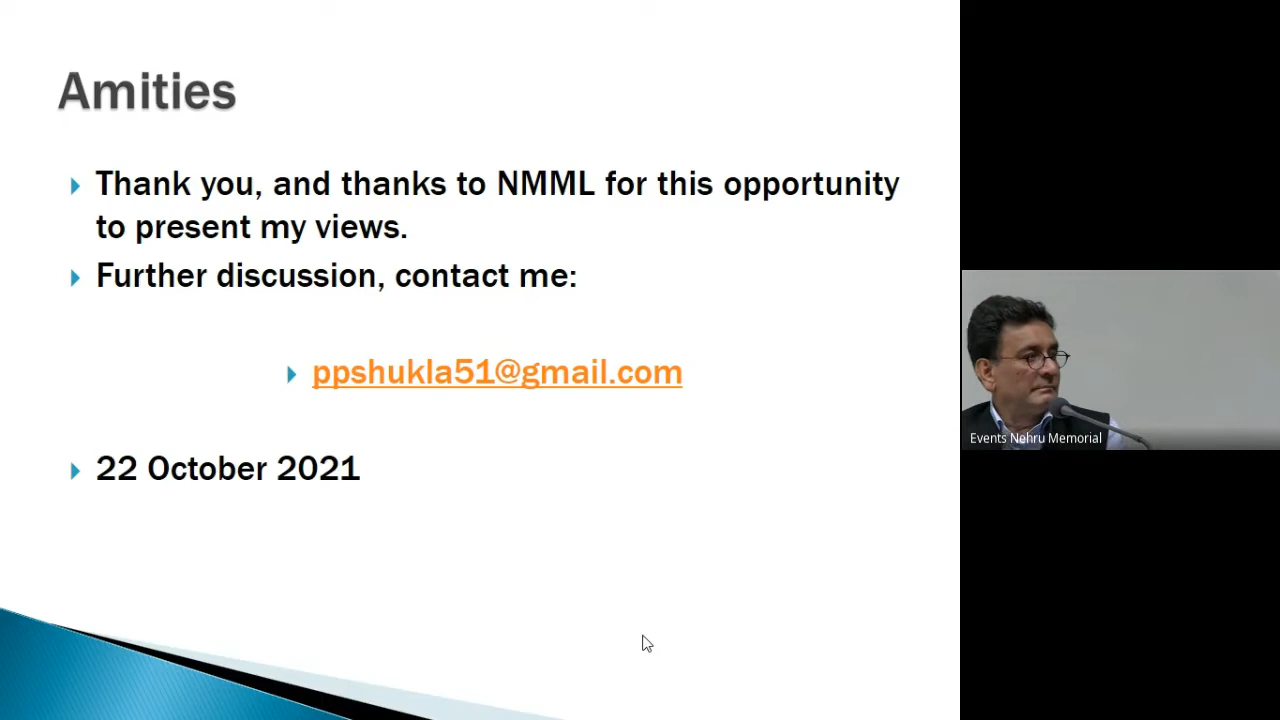 Amities
Thank you, and thanks to NMML for this opportunity
to present my views.
Further discussion, contact me:
ppshukla51@gmail.com
22 October 2021
Events Nehru Memorial